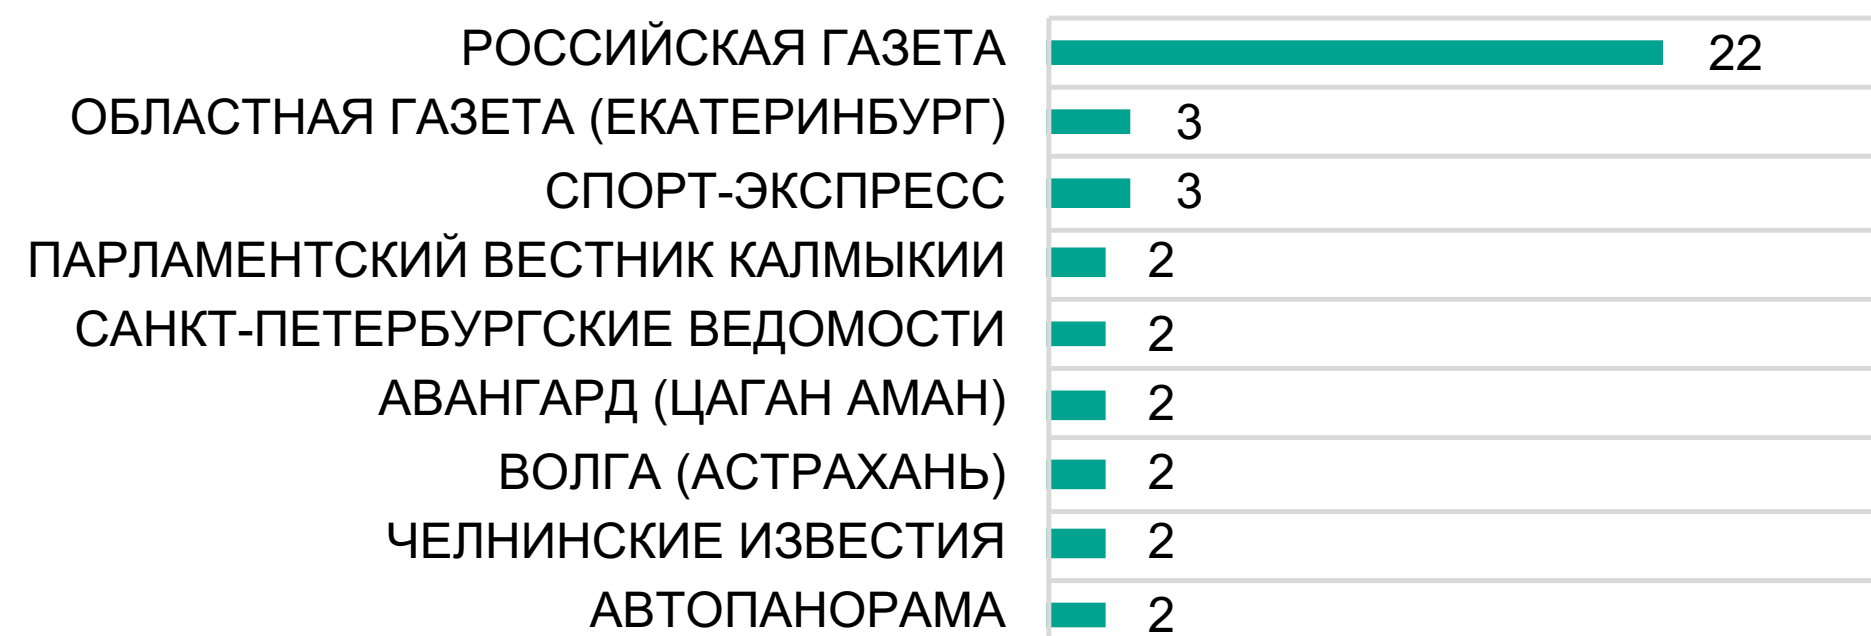 РОССИЙСКАЯ ГАЗЕТА 22
ОБЛАСТНАЯ ГАЗЕТА (ЕКАТЕРИНБУРГ) 3
СПОРТ-ЭКСПРЕСС 3
ПАРЛАМЕНТСКИЙ ВЕСТНИК КАЛМЫКИИ 2
САНКТ-ПЕТЕРБУРГСКИЕ ВЕДОМОСТИ 2
АВАНГАРД (ЦАГАН АМАН) 2
ВОЛГА (АСТРАХАНЬ) 2
ЧЕЛНИНСКИЕ ИЗВЕСТИЯ 2
АВТОПАНОРАМА 2